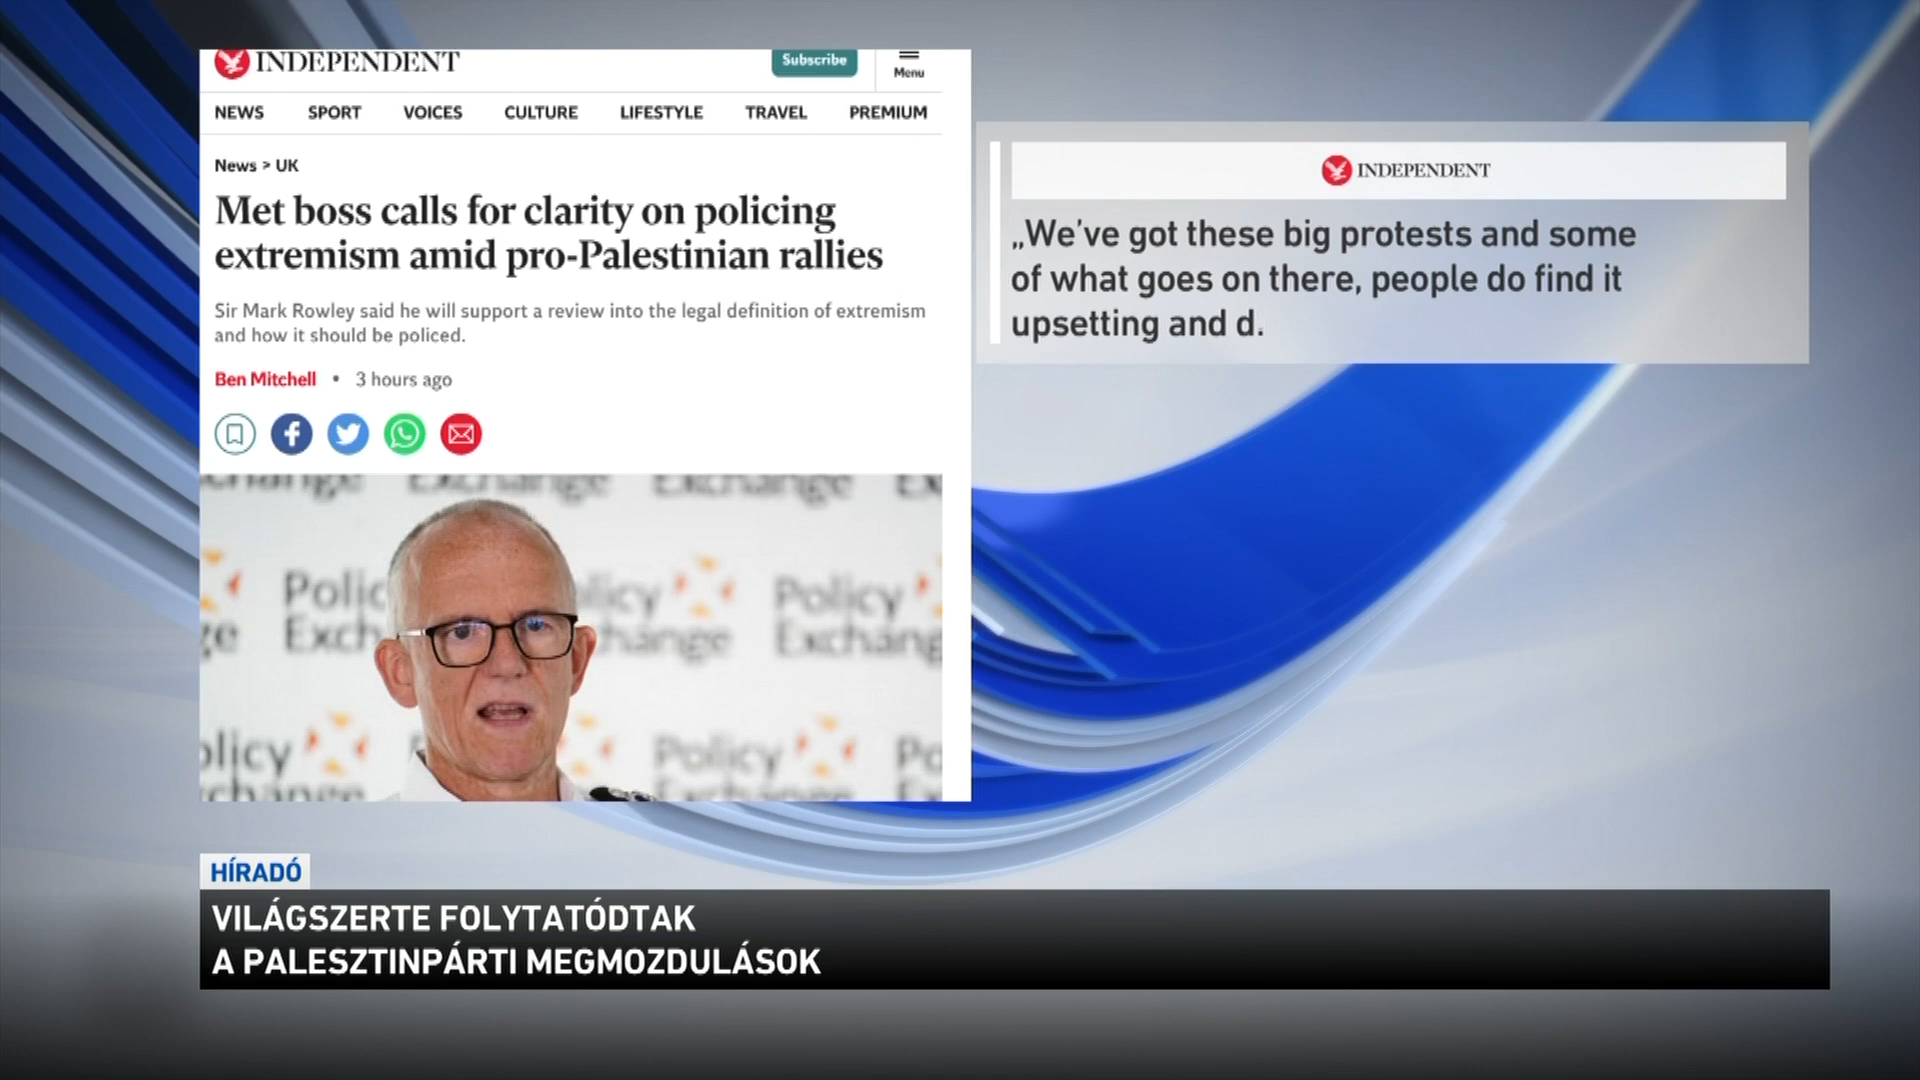 INDEPENDENT
Subscribe
Menu
NEWS SPORT VOICES CULTURE LIFESTYLE TRAVEL PREMIUM
News > UK
Met boss calls for clarity on policing
extremism amid pro-Palestinian rallies
Sir Mark Rowley said he will support a review into the legal definition of extremism
and how it should be policed.
Ben Mitchell • 3 hours ago
Exchange Exchange
Policy
Policy
Exchange
Policy
INDEPENDENT
„We’ve got these big protests and some
of what goes on there, people do find it
upsetting and d.
HÍRADÓ
VILÁGSZERTE FOLYTATÓDTAK
A PALESZTINPÁRTI MEGMOZDULÁSOK